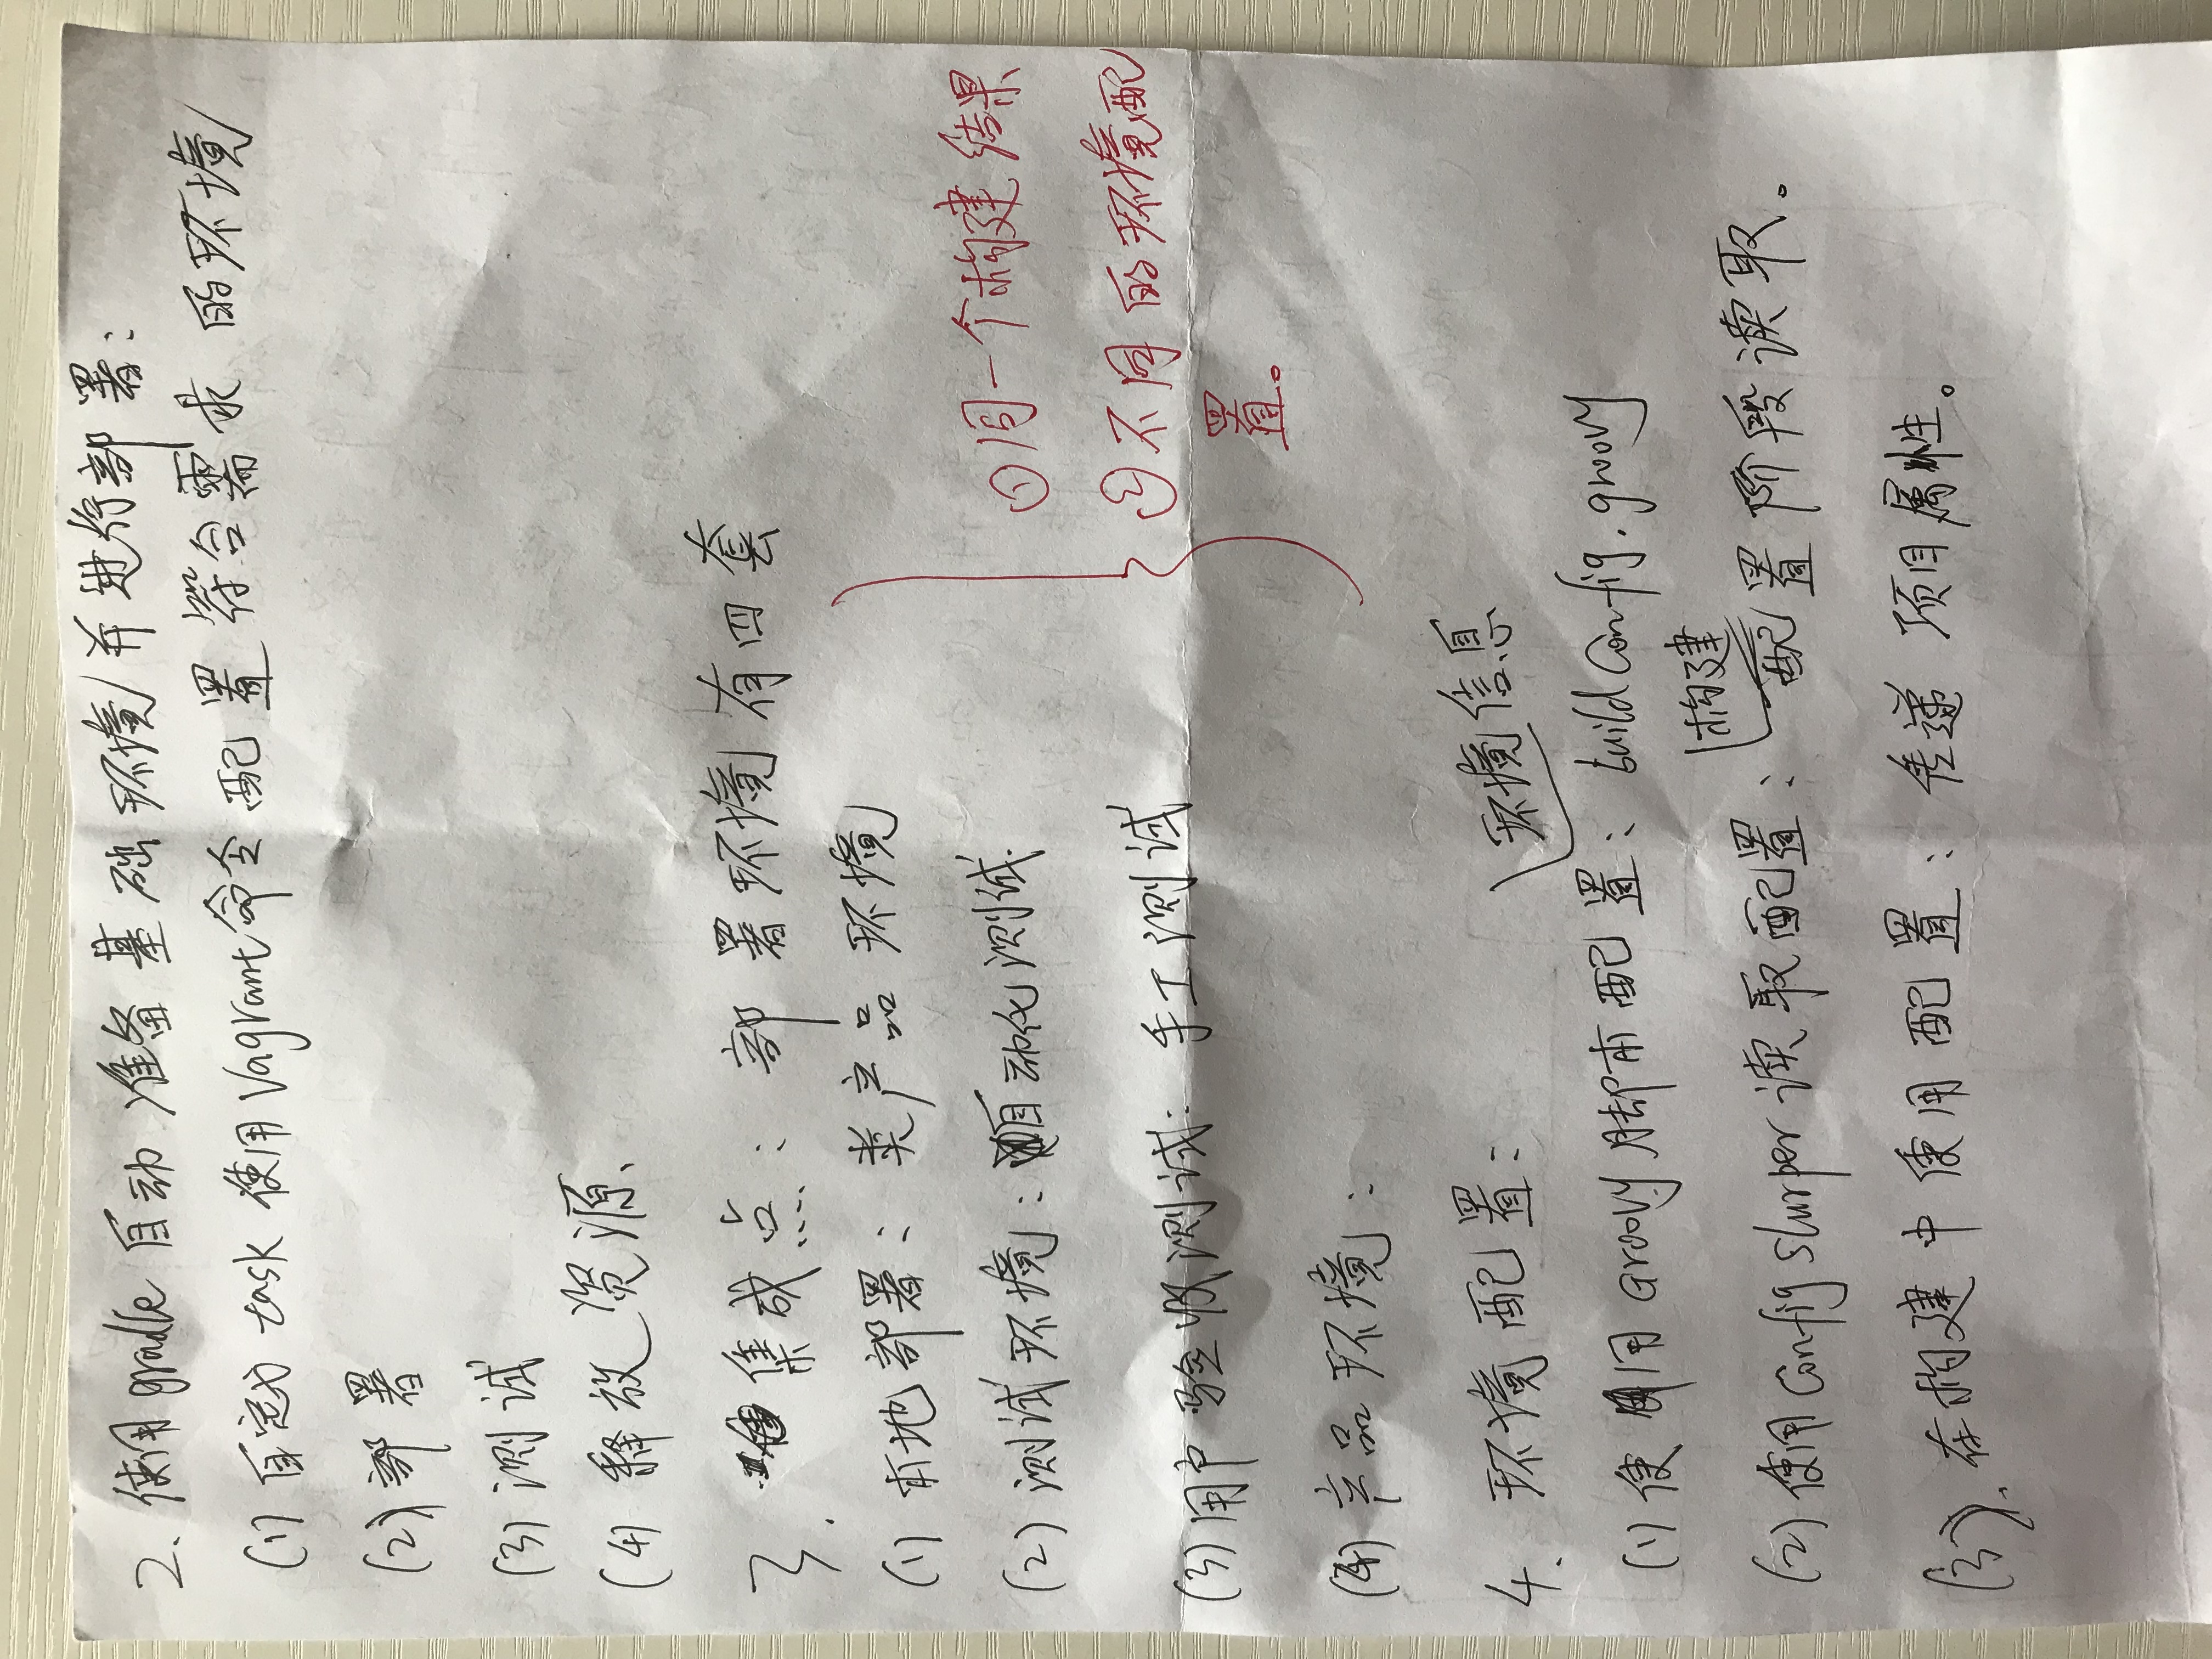 2、使用gradle自动准备基础环境并进行部署：
(1) 自定义task使用Vagrant命令配置符合需求的环境
(2) 部署
(3) 测试
(4) 释放资源、
3. 集成点：部署环境有四套
(1) 本地部署：类产品环境
(2) 测试环境：自动化测试
(3) 用户验收测试：手工测试
(4) 产品环境：
①同一个构建结果
②不同的环境配
置。
4、环境配置：
环境信息
(1) 使用Groovy脚本配置：buildConfig.groovy
构建
(2) 使用ConfigSlurper读取配置：配置阶段读取。
(3)、在构建中使用配置：传递项目属性。